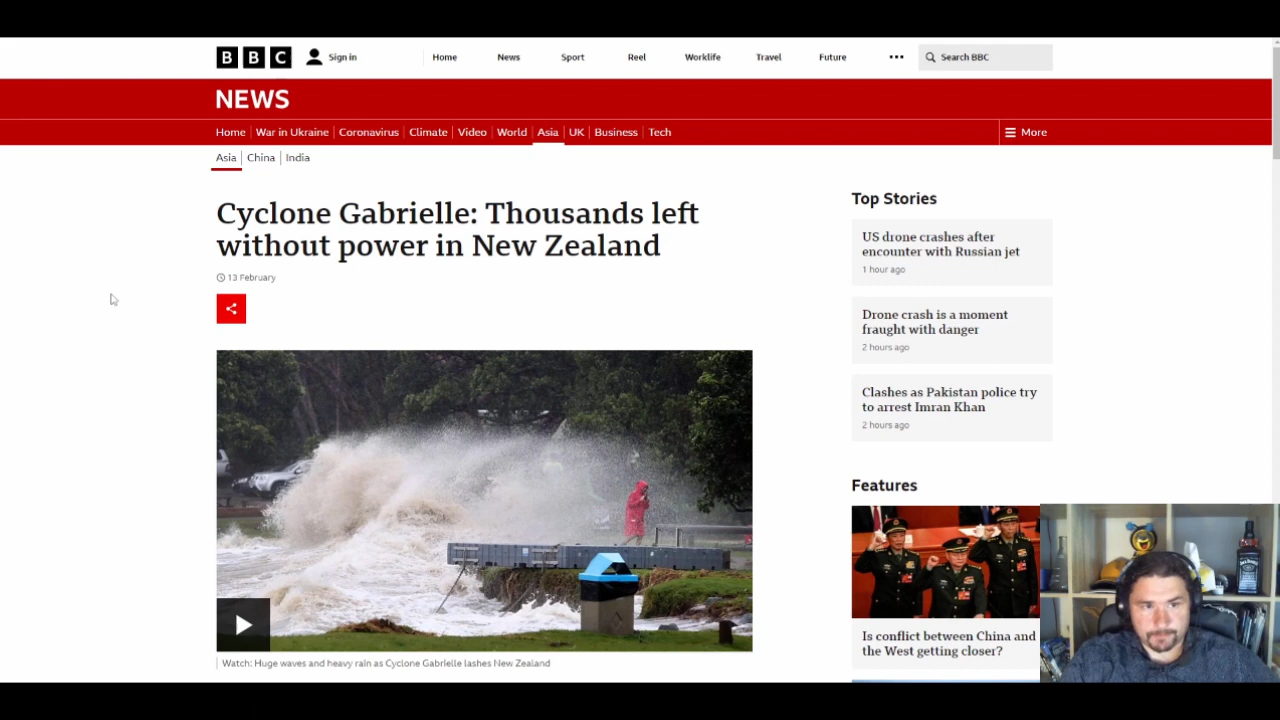 BBC
Sign in
Home
News
Sport
Reel
Worklife
Travel
Future
Search BBC
NEWS
Home
War in Ukraine
Coronavirus
Climate
Video
World
Asia
UK
Business
Tech
More
Asia
China
India
Cyclone Gabrielle: Thousands left
without power in New Zealand
13 February
Watch: Huge waves and heavy rain as Cyclone Gabrielle lashes New Zealand
Top Stories
US drone crashes after
encounter with Russian jet
1 hour ago
Drone crash is a moment
fraught with danger
2 hours ago
Clashes as Pakistan police try
to arrest Imran Khan
2 hours ago
Features
Is conflict between China and
the West getting closer?